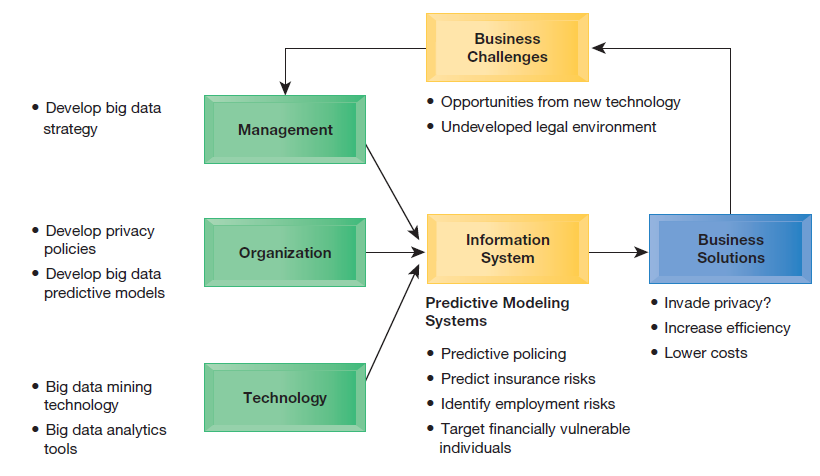 Business
Challenges
• Opportunities from new technology
• Undeveloped legal environment
• Develop big data
strategy
Management
• Develop privacy
policies
• Develop big data
predictive models
Organization
Information
System
Business
Solutions
Predictive Modeling
Systems
• Predictive policing
• Predict insurance risks
• Identify employment risks
• Target financially vulnerable
individuals
• Invade privacy?
• Increase efficiency
• Lower costs
• Big data mining
technology
• Big data analytics
tools
Technology